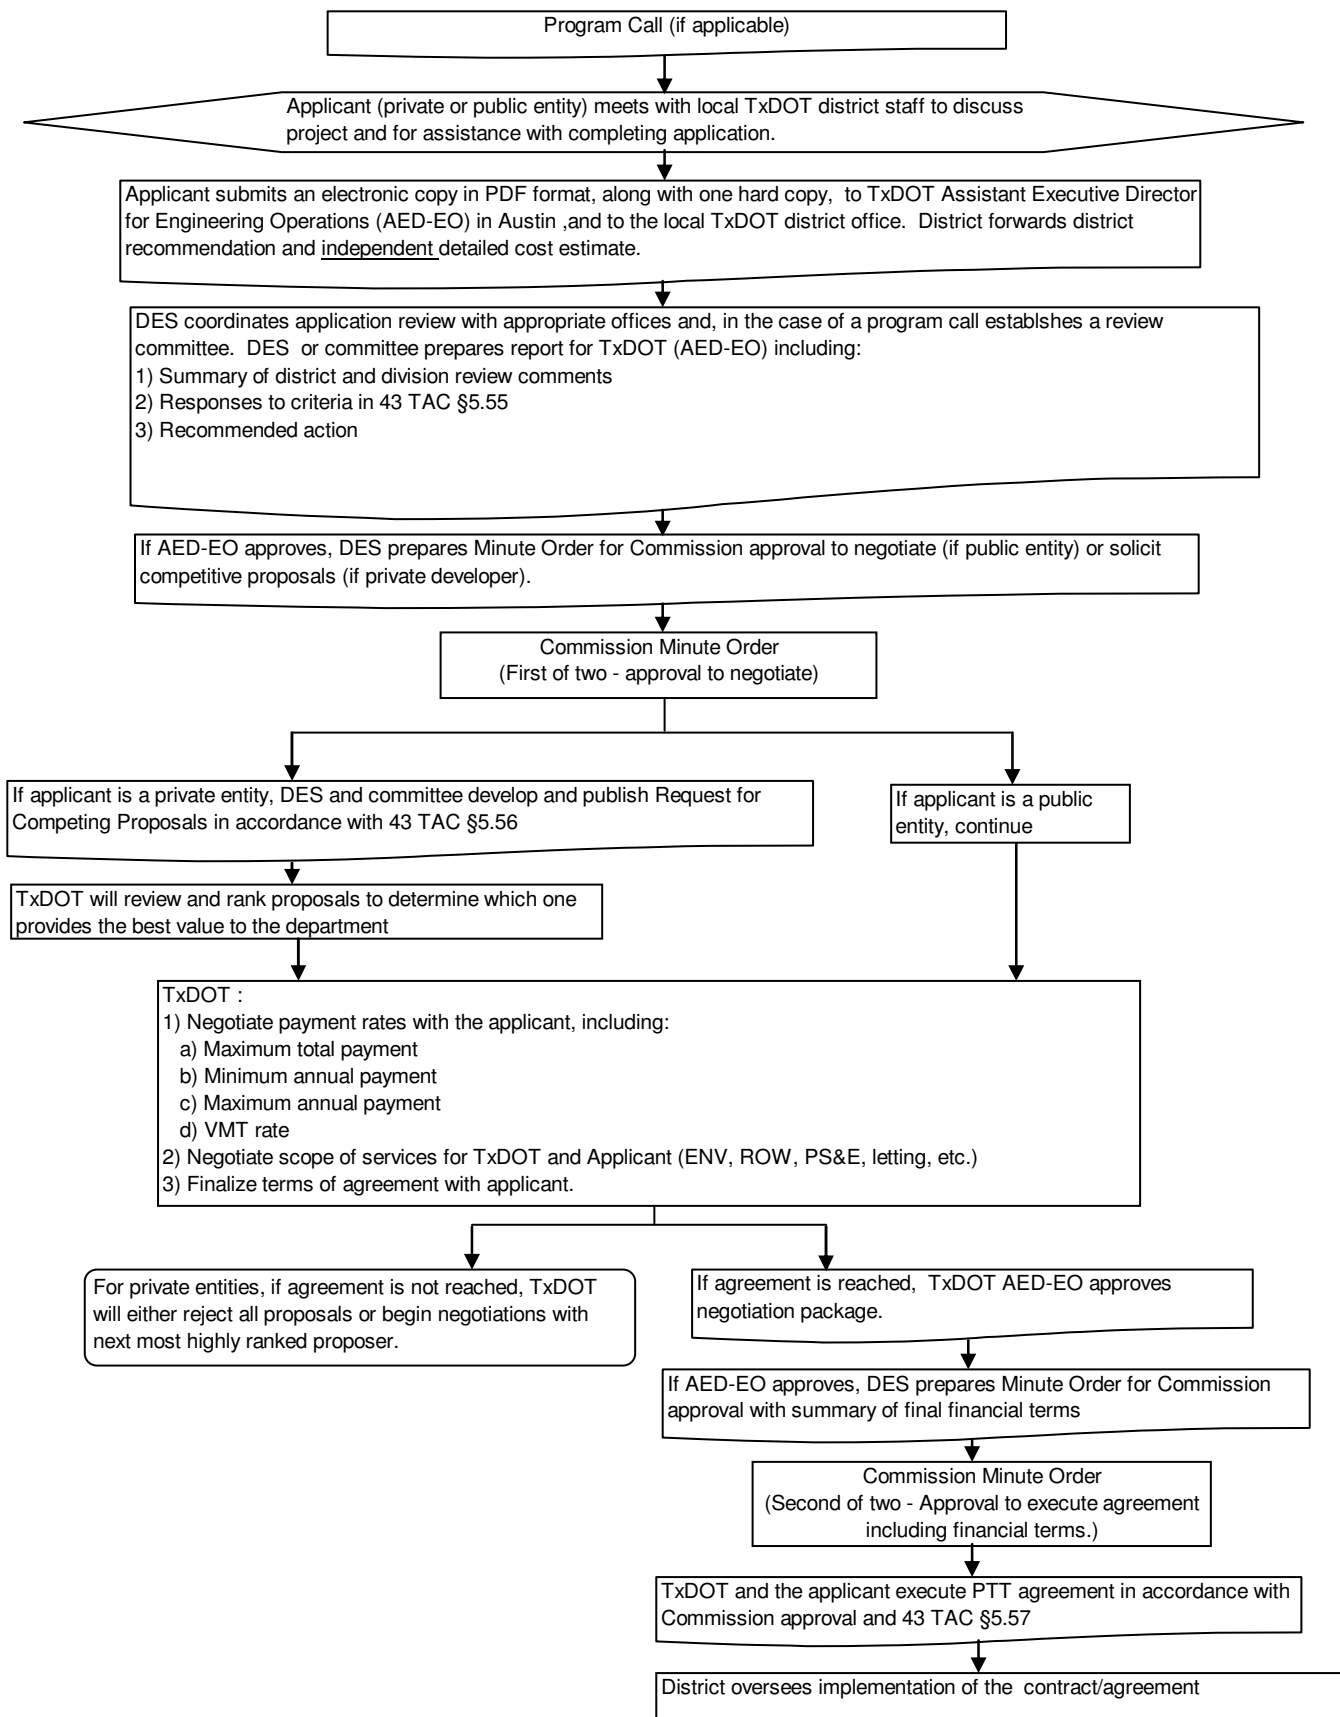 Program Call (if applicable)
Applicant (private or public entity) meets with local TxDOT district staff to discuss
project and for assistance with completing application.
Applicant submits an electronic copy in PDF format, along with one hard copy,  to TxDOT Assistant Executive Director
for Engineering Operations (AED-EO) in Austin ,and to the local TxDOT district office.  District forwards district
recommendation and independent detailed cost estimate.
DES coordinates application review with appropriate offices and, in the case of a program call establshes a review
committee.  DES  or committee prepares report for TxDOT (AED-EO) including:
1) Summary of district and division review comments
2) Responses to criteria in 43 TAC §5.55
3) Recommended action
If AED-EO approves, DES prepares Minute Order for Commission approval to negotiate (if public entity) or solicit
competitive proposals (if private developer).
Commission Minute Order
(First of two - approval to negotiate)
If applicant is a private entity, DES and committee develop and publish Request for
Competing Proposals in accordance with 43 TAC §5.56
If applicant is a public
entity, continue
TxDOT will review and rank proposals to determine which one
provides the best value to the department
TxDOT :
1) Negotiate payment rates with the applicant, including:
a) Maximum total payment
b) Minimum annual payment
c) Maximum annual payment
d) VMT rate
2) Negotiate scope of services for TxDOT and Applicant (ENV, ROW, PS&E, letting, etc.)
3) Finalize terms of agreement with applicant.
For private entities, if agreement is not reached, TxDOT
will either reject all proposals or begin negotiations with
next most highly ranked proposer.
If agreement is reached,  TxDOT AED-EO approves
negotiation package.
If AED-EO approves, DES prepares Minute Order for Commission
approval with summary of final financial terms
Commission Minute Order
(Second of two - Approval to execute agreement
including financial terms.)
TxDOT and the applicant execute PTT agreement in accordance with
Commission approval and 43 TAC §5.57
District oversees implementation of the  contract/agreement